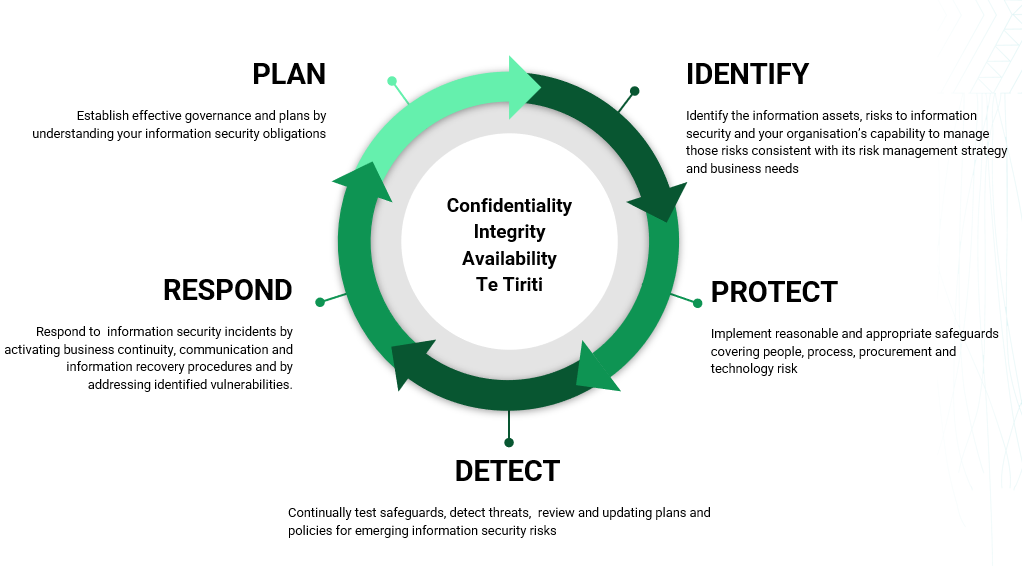 PLAN
Establish effective governance and plans by
understanding your information security obligations
IDENTIFY
Identify the information assets, risks to information
security and your organisation's capability to manage
those risks consistent with its risk management strategy
and business needs
Confidentiality
Integrity
Availability
Te Tiriti
RESPOND
Respond to  information security incidents by
activating business continuity, communication and
information recovery procedures and by
addressing identified vulnerabilities.
PROTECT
Implement reasonable and appropriate safeguards
covering people, process, procurement and
technology risk
DETECT
Continually test safeguards, detect threats,  review and updating plans and
policies for emerging information security risks